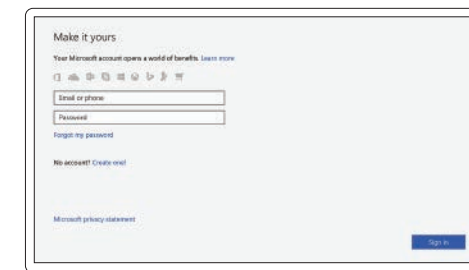 Make it yours
Your Microsoft account opens a world of benefits. Learn more
Email or phone
Password
Forgot my password
No account? Create one!
Microsoft privacy statement
Sign in